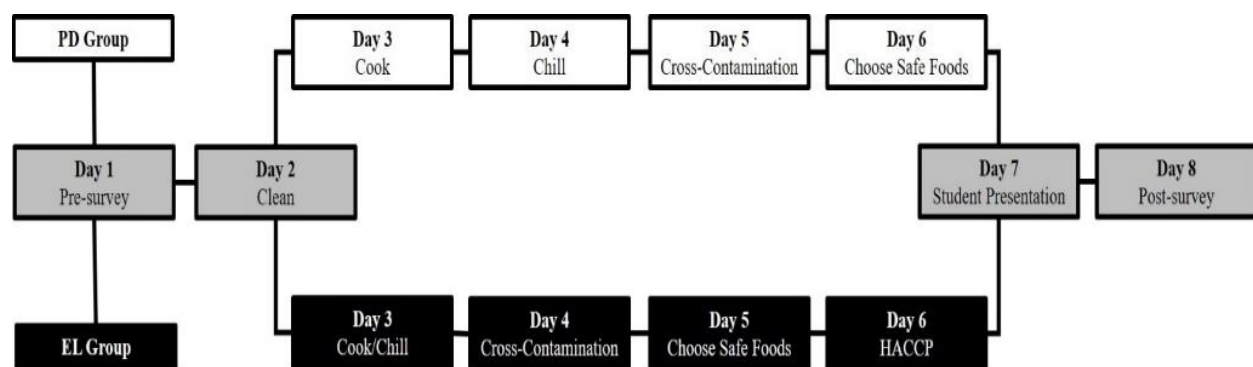 PD Group
Day 3
Cook
Day 4
Chill
Day 5
Cross-Contamination
Day 6
Choose Safe Foods
Day 1
Pre-survey
Day 2
Clean
Day 7
Student Presentation
Day 8
Post-survey
EL Group
Day 3
Cook/Chill
Day 4
Cross-Contamination
Day 5
Choose Safe Foods
Day 6
HACCP